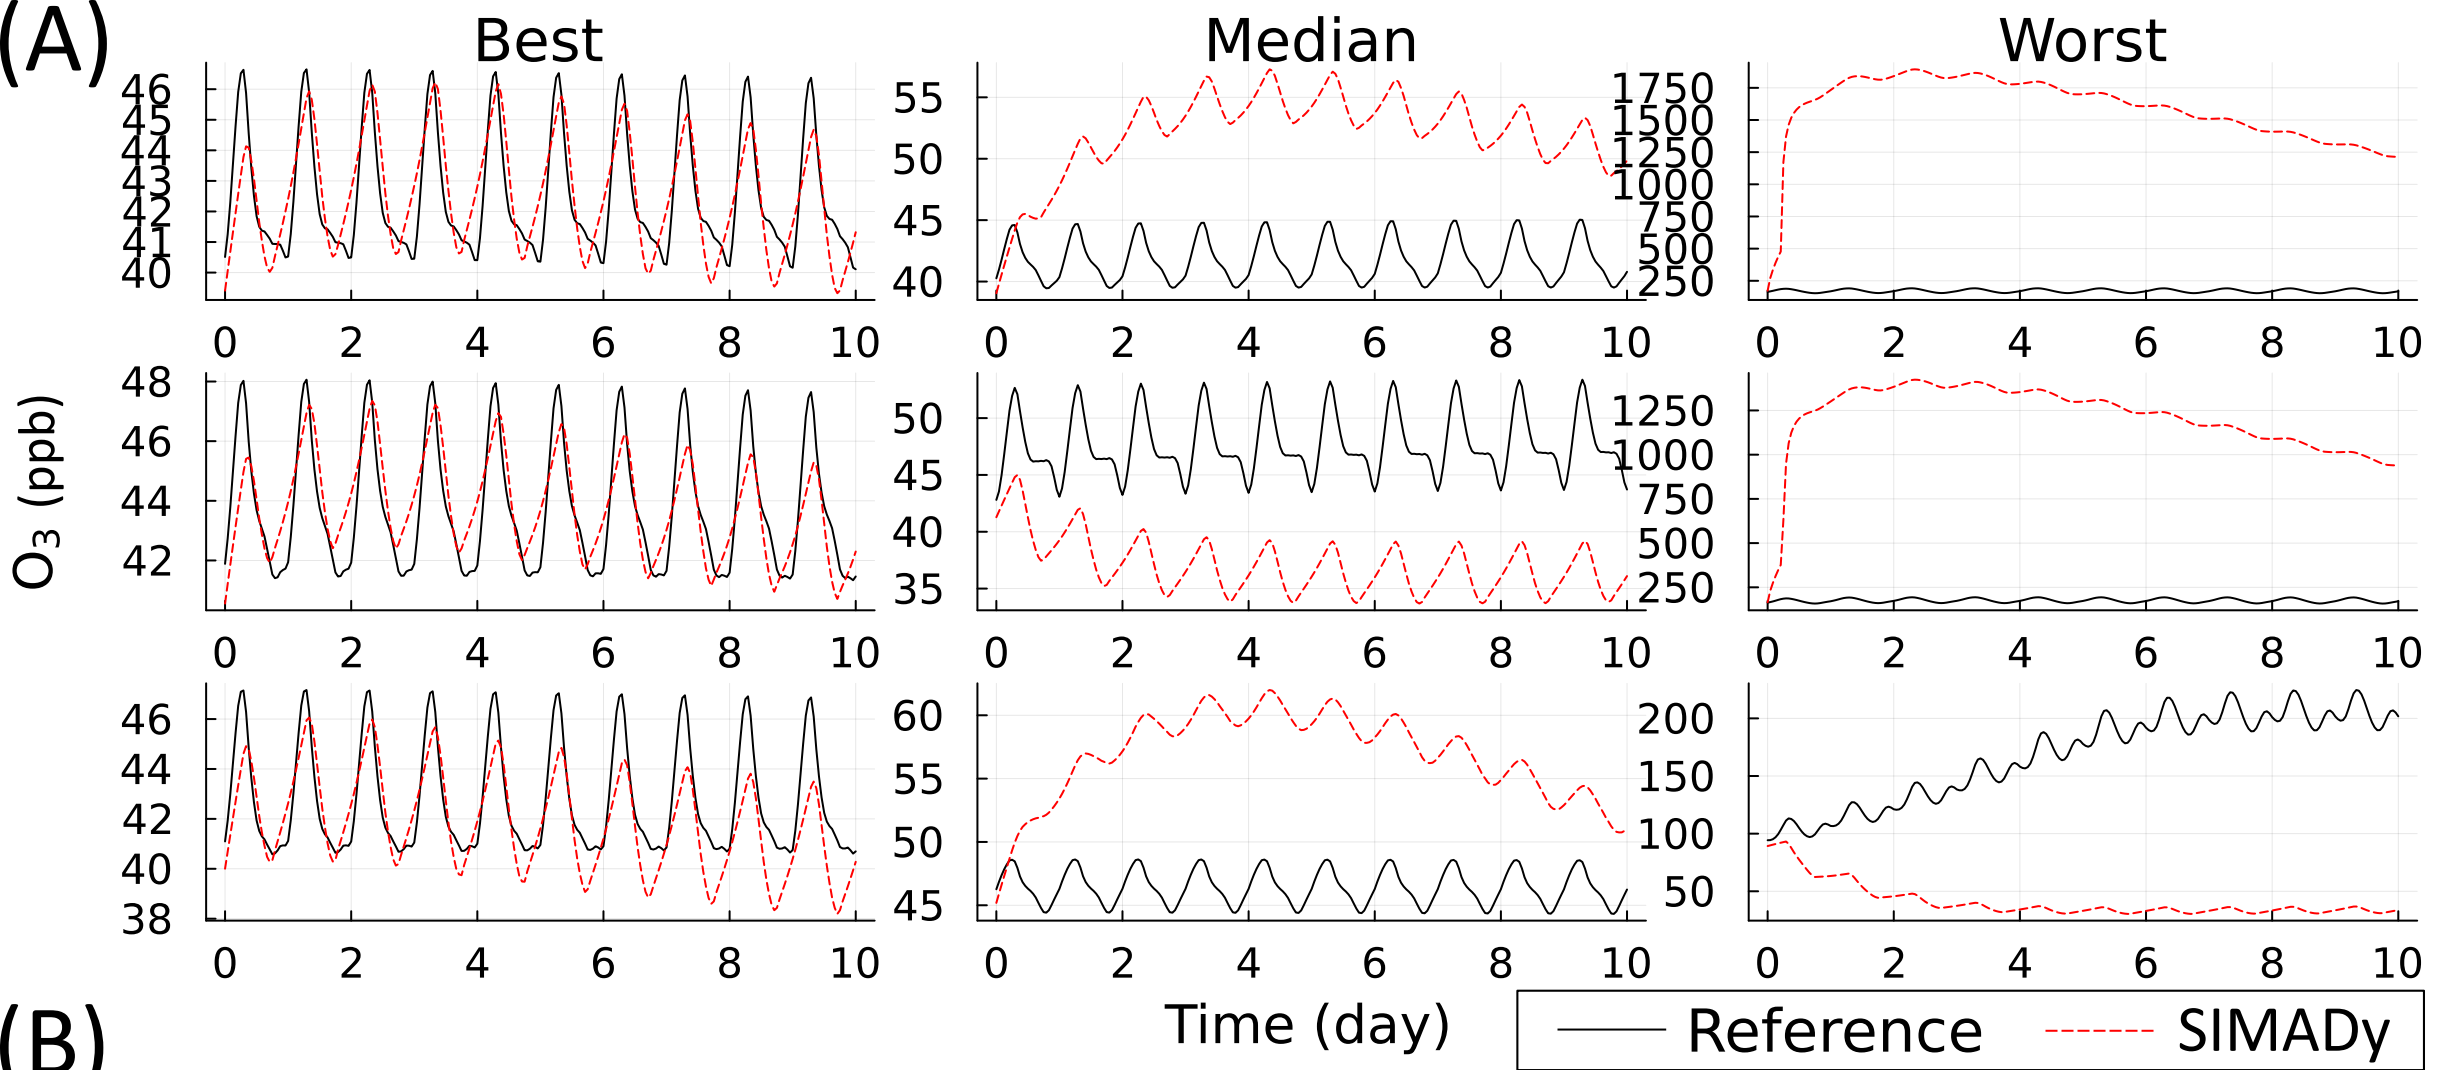 (A)
Best Median Worst
46 45 44 43 42 41 40
55 50 45 40
1750 1500 1250 1000 750 500 250
0 2 4 6 8 10 0 2 4 6 8 10 0 2 4 6 8 10
O₃ (ppb)
48 46 44 42
50 45 40 35
1250 1000 750 500 250
0 2 4 6 8 10 0 2 4 6 8 10 0 2 4 6 8 10
46 44 42 40 38
60 55 50 45
200 150 100 50
0 2 4 6 8 10 0 2 4 6 8 10 0 2 4 6 8 10
Time (day)
Reference SIMADy
(B)